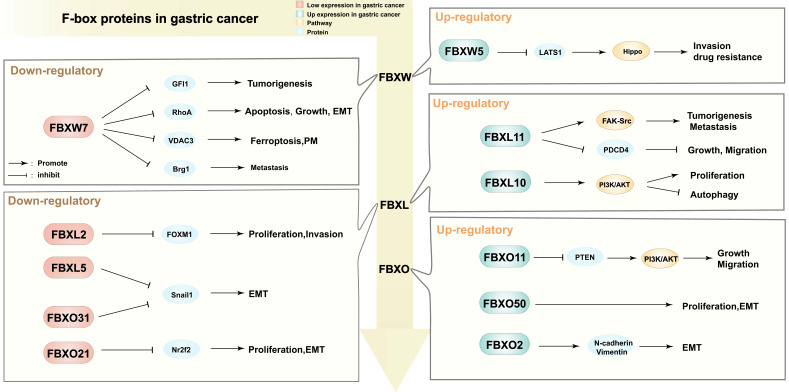 F-box proteins in gastric cancer
Low expression in gastric cancer
Up expression in gastric cancer
Pathway
Protein
Down-regulatory
FBXW7
GFI1
Tumorigenesis
RhoA
Apoptosis, Growth, EMT
VDAC3
Ferroptosis,PM
Brg1
Metastasis
: Promote
: inhibit
FBXW
Up-regulatory
FBXW5
LATS1
Hippo
Invasion
drug resistance
Up-regulatory
FBXL11
FAK-Src
Tumorigenesis
Metastasis
PDCD4
Growth, Migration
FBXL10
PI3K/AKT
Proliferation
Autophagy
FBXL
Down-regulatory
FBXL2
FOXM1
Proliferation,Invasion
FBXL5
Snail1
EMT
FBXO31
FBXO21
Nr2f2
Proliferation,EMT
FBXO
Up-regulatory
FBXO11
PTEN
PI3K/AKT
Growth
Migration
FBXO50
Proliferation,EMT
FBXO2
N-cadherin
Vimentin
EMT